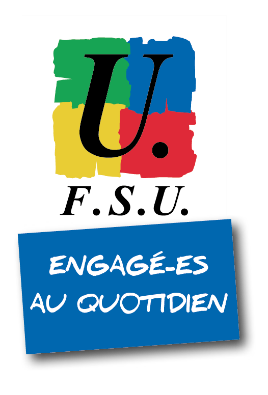 U.
F.S.U.
ENGAGÉ-ES
AU QUOTIDIEN